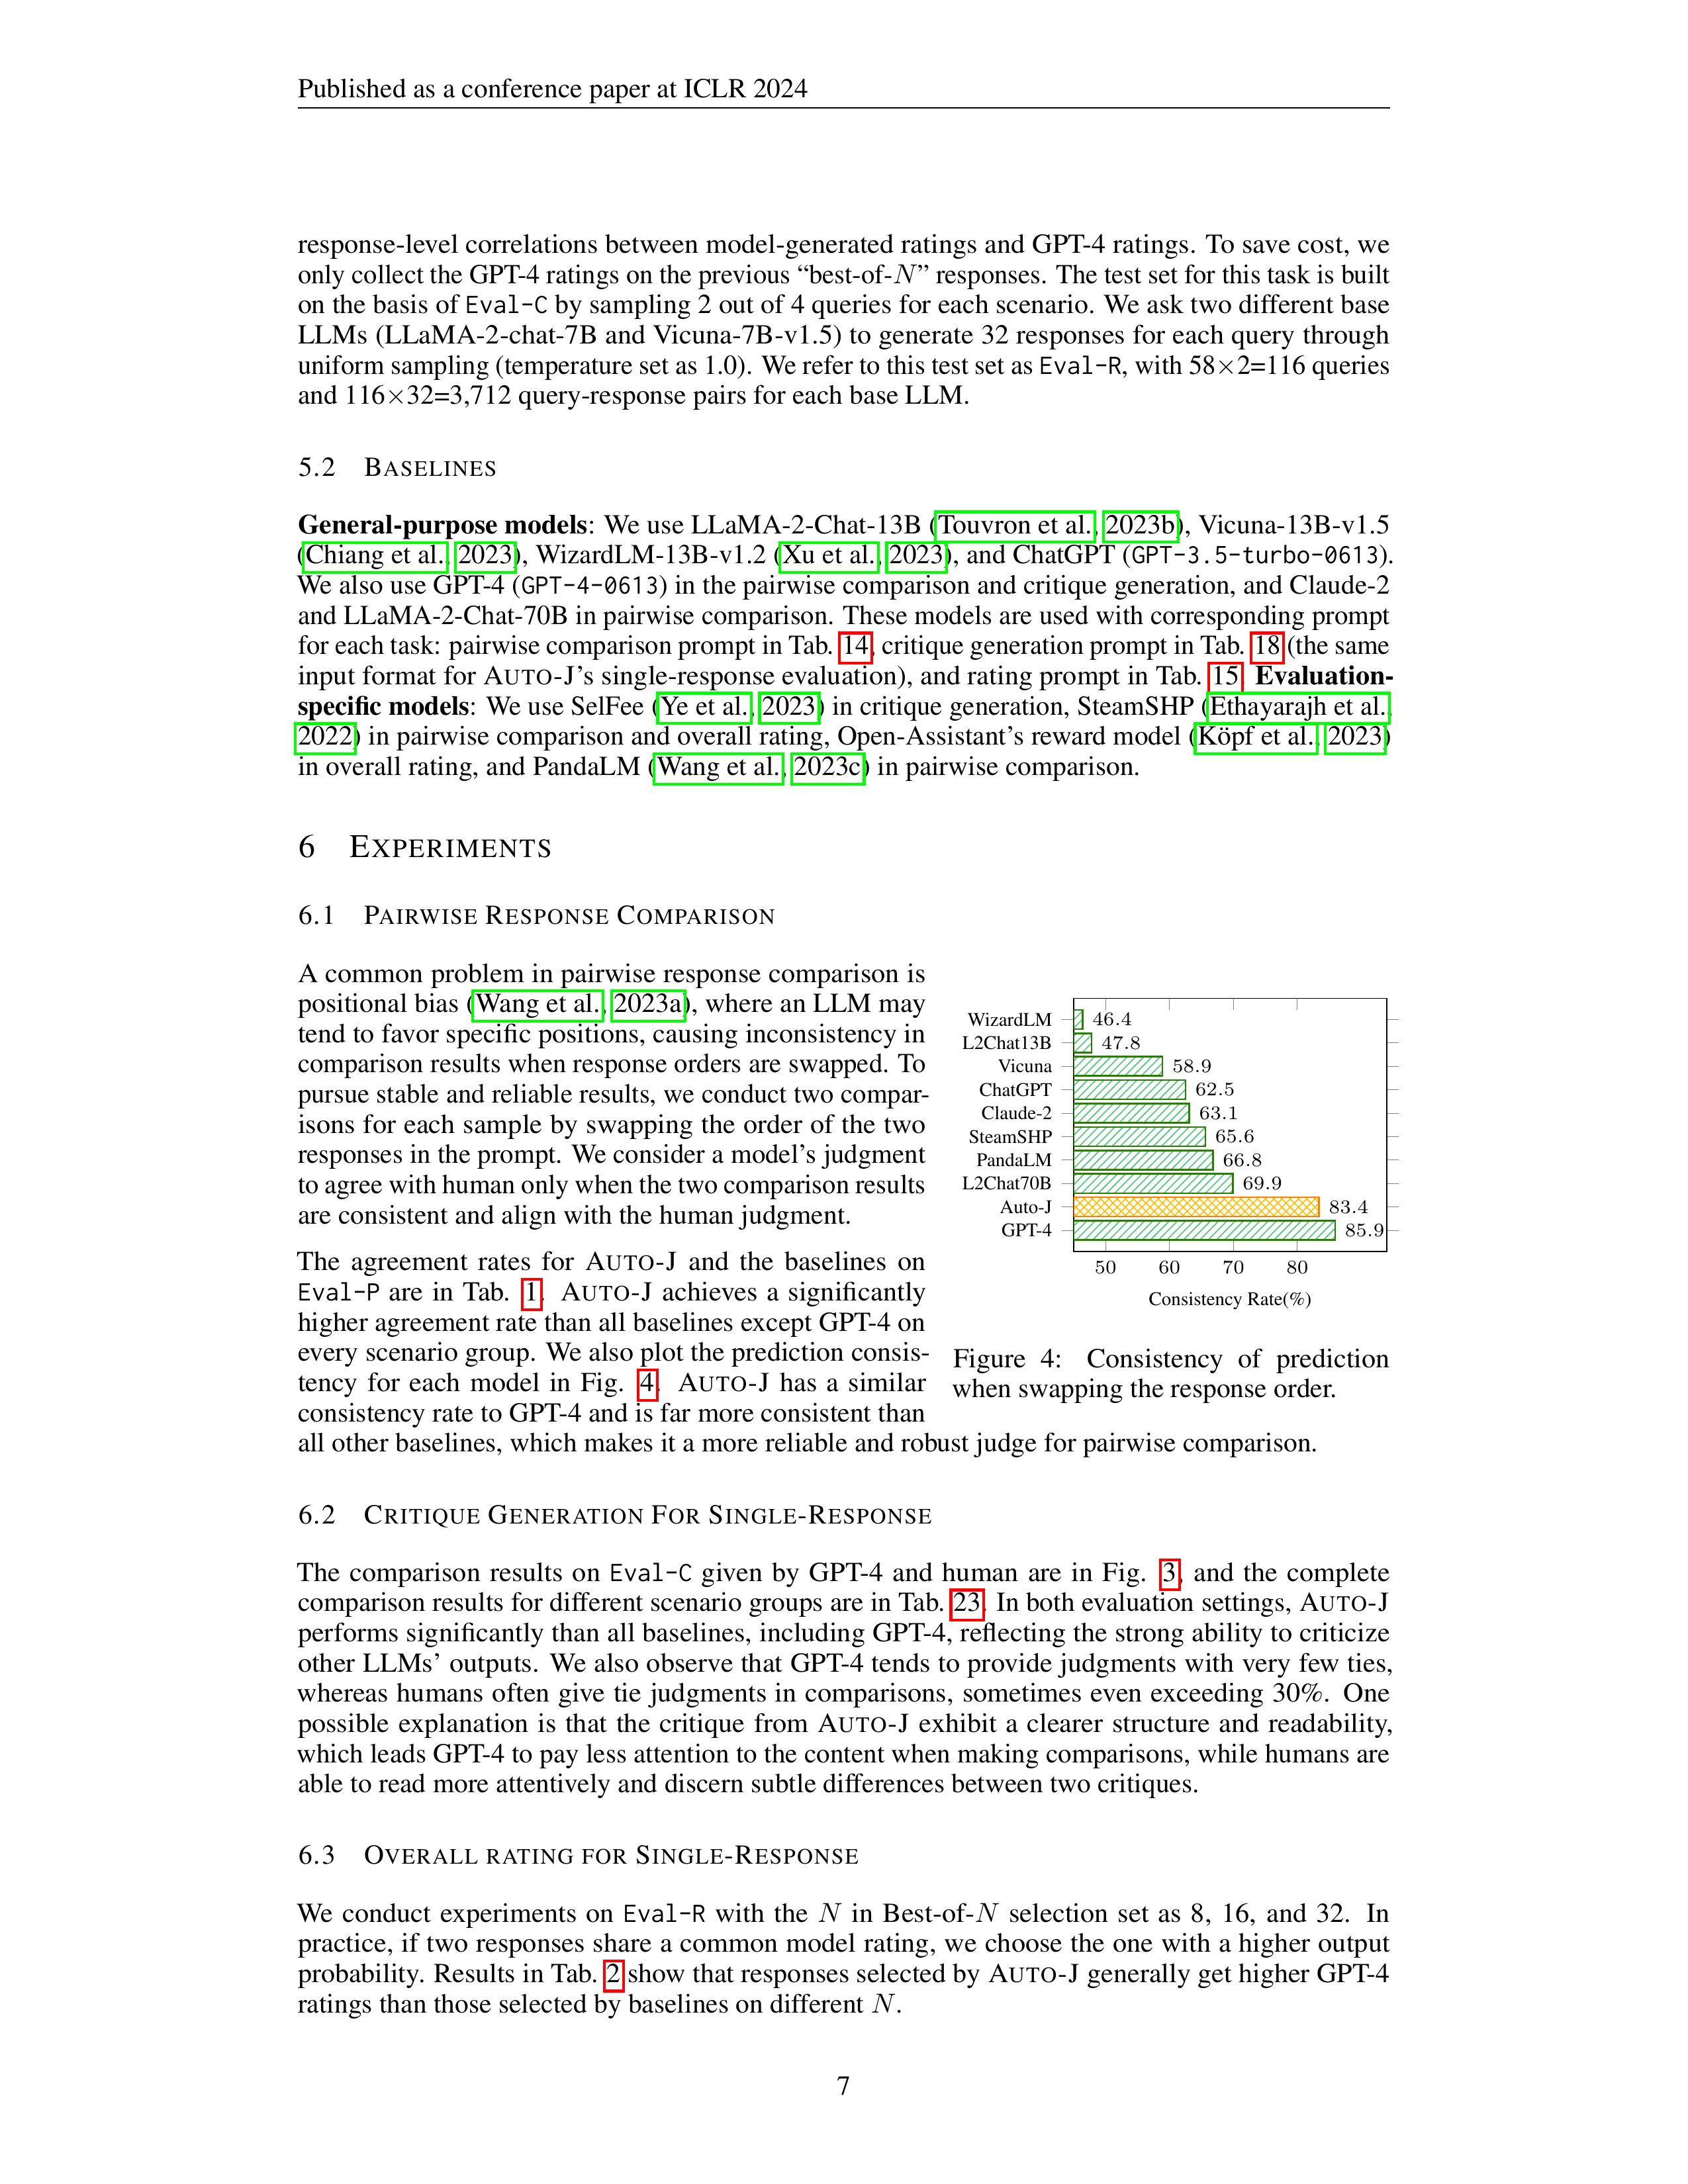 Published as a conference paper at ICLR 2024
response-level correlations between model-generated ratings and GPT-4 ratings. To save cost, we
only collect the GPT-4 ratings on the previous “best-of-N” responses. The test set for this task is built
on the basis of Eval-C by sampling 2 out of 4 queries for each scenario. We ask two different base
LLMs (LLaMA-2-chat-7B and Vicuna-7B-v1.5) to generate 32 responses for each query through
uniform sampling (temperature set as 1.0). We refer to this test set as Eval-R, with 58×2=116 queries
and 116×32=3,712 query-response pairs for each base LLM.
5.2 BASELINES
General-purpose models: We use LLaMA-2-Chat-13B (Touvron et al., 2023b), Vicuna-13B-v1.5
(Chiang et al., 2023), WizardLM-13B-v1.2 (Xu et al., 2023), and ChatGPT (GPT-3.5-turbo-0613).
We also use GPT-4 (GPT-4-0613) in the pairwise comparison and critique generation, and Claude-2
and LLaMA-2-Chat-70B in pairwise comparison. These models are used with corresponding prompt
for each task: pairwise comparison prompt in Tab. 14, critique generation prompt in Tab. 18 (the same
input format for AUTO-J’s single-response evaluation), and rating prompt in Tab. 15. Evaluation-
specific models: We use SelFee (Ye et al., 2023) in critique generation, SteamSHP (Ethayarajh et al.,
2022) in pairwise comparison and overall rating, Open-Assistant’s reward model (Köpf et al., 2023)
in overall rating, and PandaLM (Wang et al., 2023c) in pairwise comparison.
6 EXPERIMENTS
6.1 PAIRWISE RESPONSE COMPARISON
A common problem in pairwise response comparison is
positional bias (Wang et al., 2023a), where an LLM may
tend to favor specific positions, causing inconsistency in
comparison results when response orders are swapped. To
pursue stable and reliable results, we conduct two compar-
isons for each sample by swapping the order of the two
responses in the prompt. We consider a model’s judgment
to agree with human only when the two comparison results
are consistent and align with the human judgment.
The agreement rates for AUTO-J and the baselines on
Eval-P are in Tab. 1. AUTO-J achieves a significantly
higher agreement rate than all baselines except GPT-4 on
every scenario group. We also plot the prediction consis-
tency for each model in Fig. 4. AUTO-J has a similar
consistency rate to GPT-4 and is far more consistent than
all other baselines, which makes it a more reliable and robust judge for pairwise comparison.
WizardLM 46.4
L2Chat13B 47.8
Vicuna 58.9
ChatGPT 62.5
Claude-2 63.1
SteamSHP 65.6
PandaLM 66.8
L2Chat70B 69.9
Auto-J 83.4
GPT-4 85.9
50 60 70 80
Consistency Rate(%)
Figure 4: Consistency of prediction
when swapping the response order.
6.2 CRITIQUE GENERATION FOR SINGLE-RESPONSE
The comparison results on Eval-C given by GPT-4 and human are in Fig. 3, and the complete
comparison results for different scenario groups are in Tab. 23. In both evaluation settings, AUTO-J
performs significantly than all baselines, including GPT-4, reflecting the strong ability to criticize
other LLMs’ outputs. We also observe that GPT-4 tends to provide judgments with very few ties,
whereas humans often give tie judgments in comparisons, sometimes even exceeding 30%. One
possible explanation is that the critique from AUTO-J exhibit a clearer structure and readability,
which leads GPT-4 to pay less attention to the content when making comparisons, while humans are
able to read more attentively and discern subtle differences between two critiques.
6.3 OVERALL RATING FOR SINGLE-RESPONSE
We conduct experiments on Eval-R with the N in Best-of-N selection set as 8, 16, and 32. In
practice, if two responses share a common model rating, we choose the one with a higher output
probability. Results in Tab. 2 show that responses selected by AUTO-J generally get higher GPT-4
ratings than those selected by baselines on different N.
7